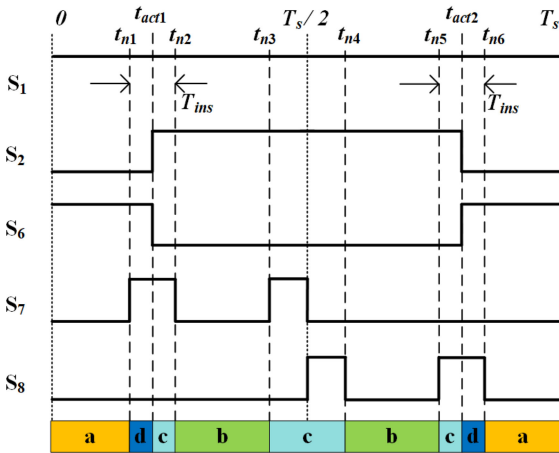 0 t_act1 T_s/2 t_act2 T_s
t_n1 t_n2 t_n3 t_n4 t_n5 t_n6
S_1
T_ins T_ins
S_2
S_6
S_7
S_8
a d c b c b c d a